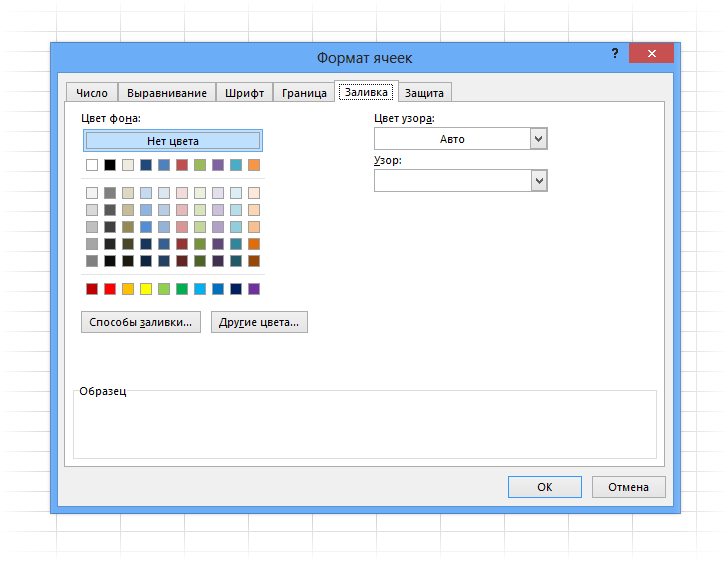 Формат ячеек
?
Число Выравнивание Шрифт Граница Заливка Защита
Цвет фона:
Нет цвета
Цвет узора:
Авто
Узор:
Способы заливки...
Другие цвета...
Образец
OK
Отмена